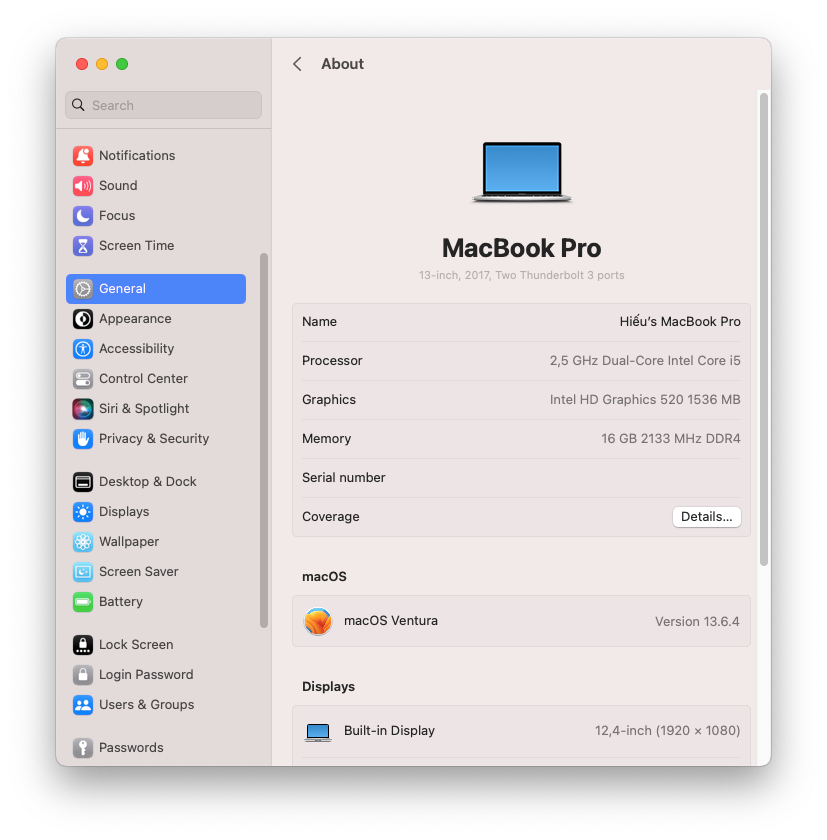 About
Search
Notifications
Sound
Focus
Screen Time
General
Appearance
Accessibility
Control Center
Siri & Spotlight
Privacy & Security
Desktop & Dock
Displays
Wallpaper
Screen Saver
Battery
Lock Screen
Login Password
Users & Groups
Passwords
MacBook Pro
13-inch, 2017, Two Thunderbolt 3 ports
Name Hiếu’s MacBook Pro
Processor 2,5 GHz Dual-Core Intel Core i5
Graphics Intel HD Graphics 520 1536 MB
Memory 16 GB 2133 MHz DDR4
Serial number
Coverage Details...
macOS
macOS Ventura Version 13.6.4
Displays
Built-in Display 12,4-inch (1920 × 1080)